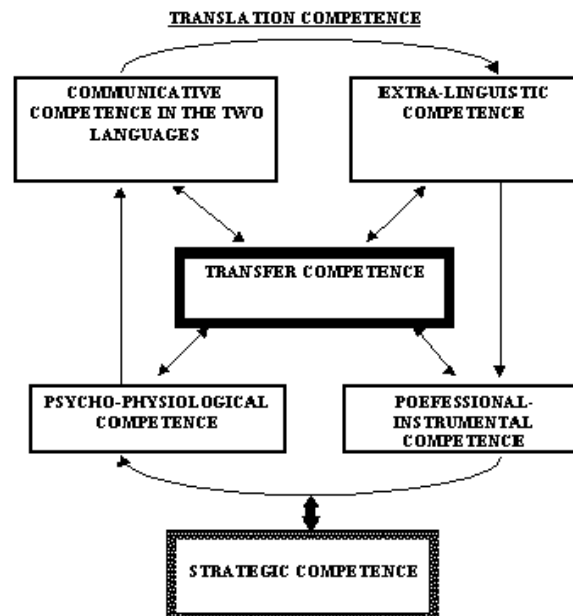 TRANSLATION COMPETENCE
COMMUNICATIVE
COMPETENCE IN THE TWO
LANGUAGES
EXTRA-LINGUISTIC
COMPETENCE
TRANSFER COMPETENCE
PSYCHO-PHYSIOLOGICAL
COMPETENCE
POEFESSIONAL-
INSTRUMENTAL
COMPETENCE
STRATEGIC COMPETENCE